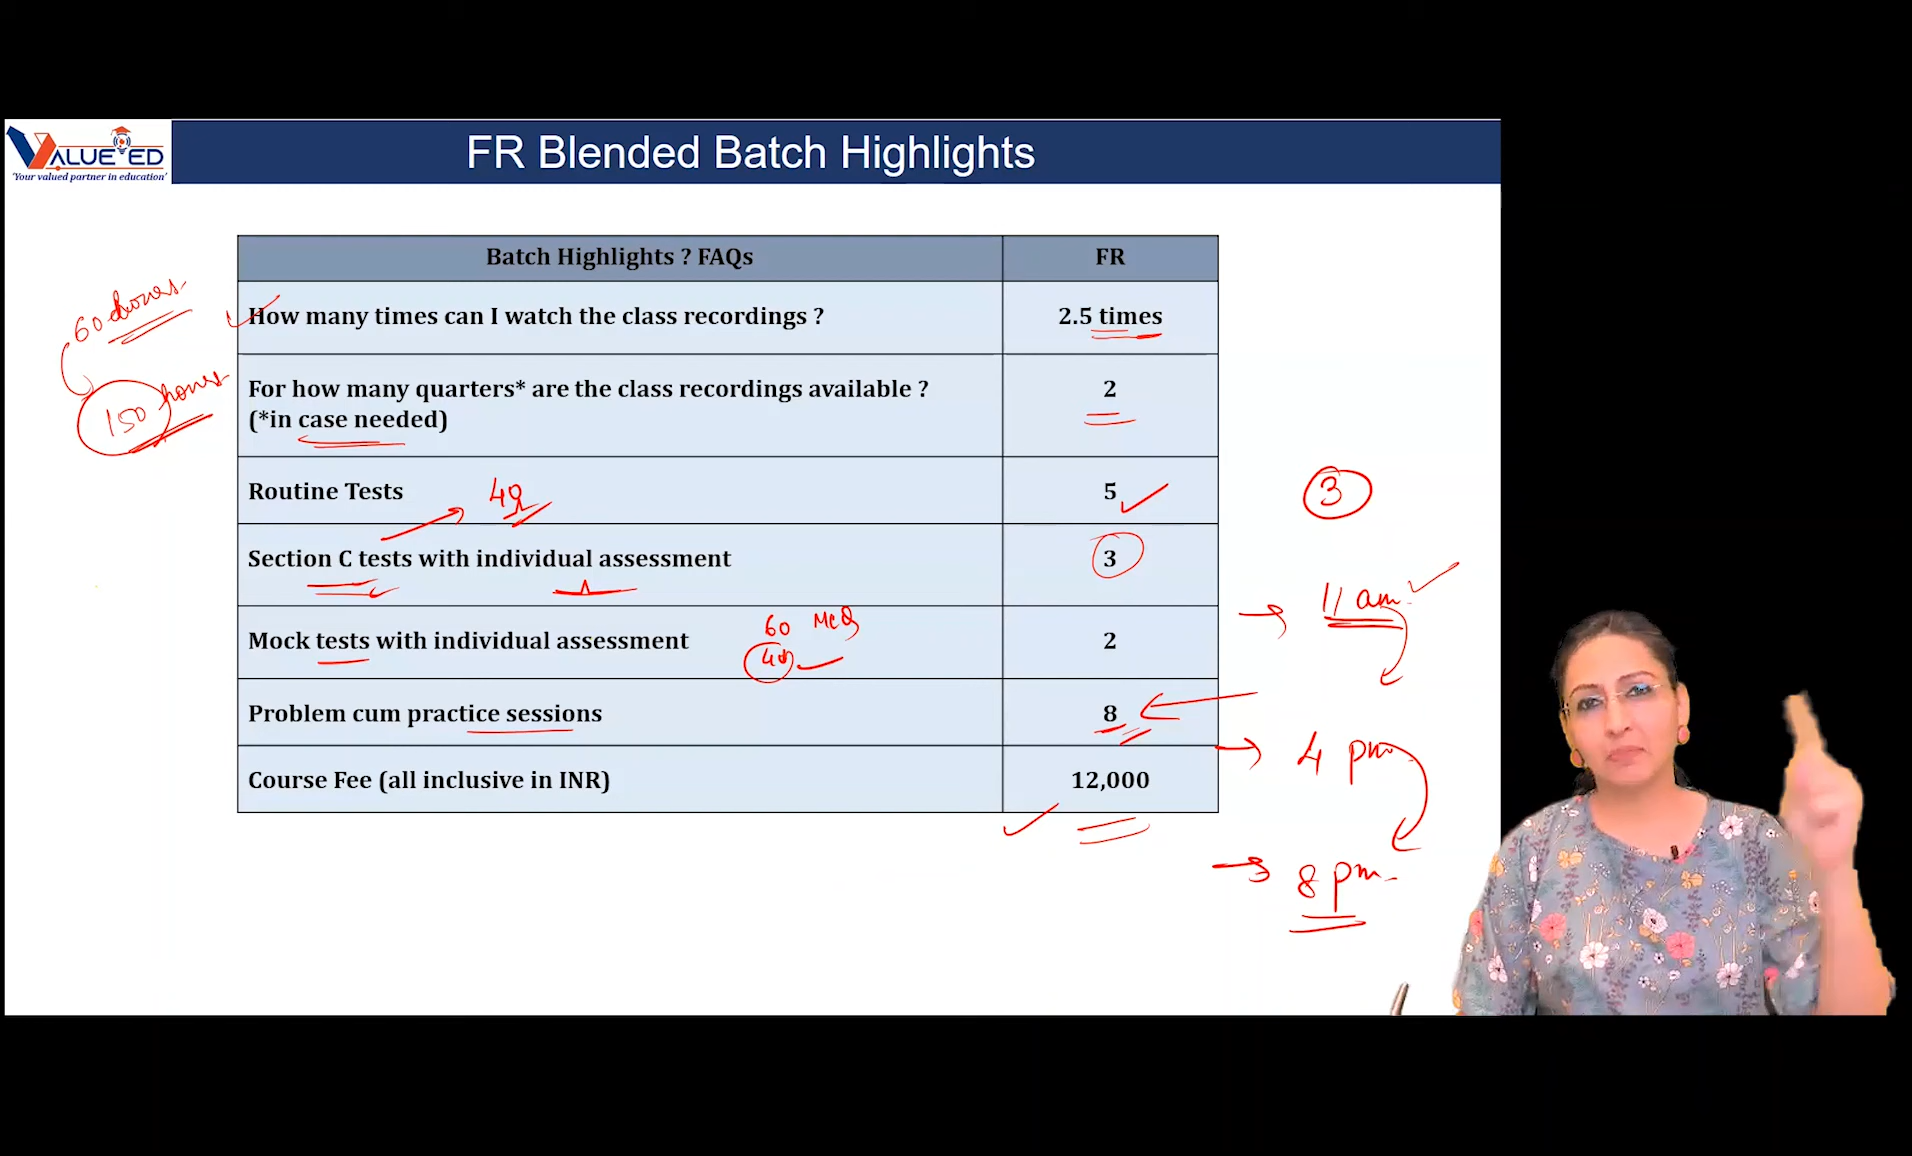 VALUE ED
'Your valued partner in education'
FR Blended Batch Highlights
Batch Highlights ? FAQs FR
60 hours
How many times can I watch the class recordings ? 2.5 times
150 hours
For how many quarters* are the class recordings available ? 2
(*in case needed)
Routine Tests 4Q 5
3
Section C tests with individual assessment 3
11 am
60 MCQ
Mock tests with individual assessment 2
4Q
Problem cum practice sessions 8
4 pm
Course Fee (all inclusive in INR) 12,000
8 pm